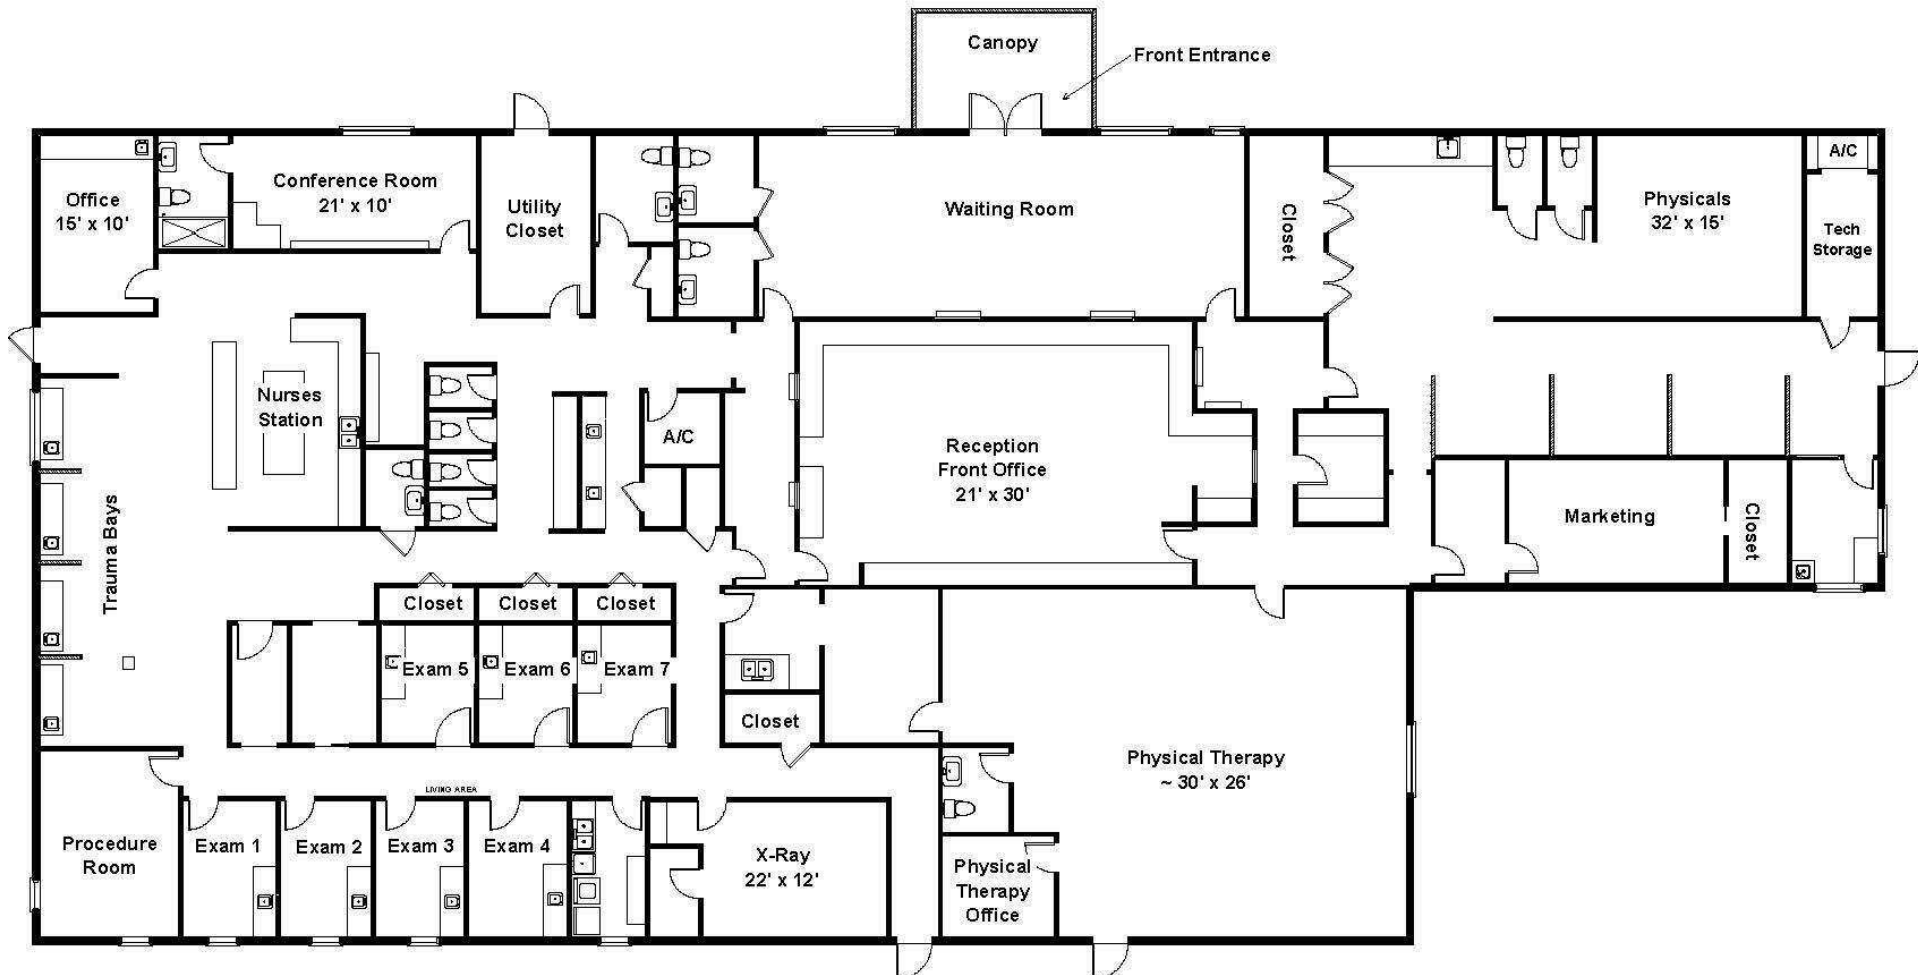 Canopy
Front Entrance
Office
15' x 10'
Conference Room
21' x 10'
Utility
Closet
Waiting Room
Closet
Physicals
32' x 15'
A/C
Tech
Storage
Nurses
Station
A/C
Reception
Front Office
21' x 30'
Trauma Bays
Marketing
Closet
Closet
Closet
Closet
Exam 5
Exam 6
Exam 7
Closet
Physical Therapy
~ 30' x 26'
LIVING AREA
Procedure
Room
Exam 1
Exam 2
Exam 3
Exam 4
X-Ray
22' x 12'
Physical
Therapy
Office